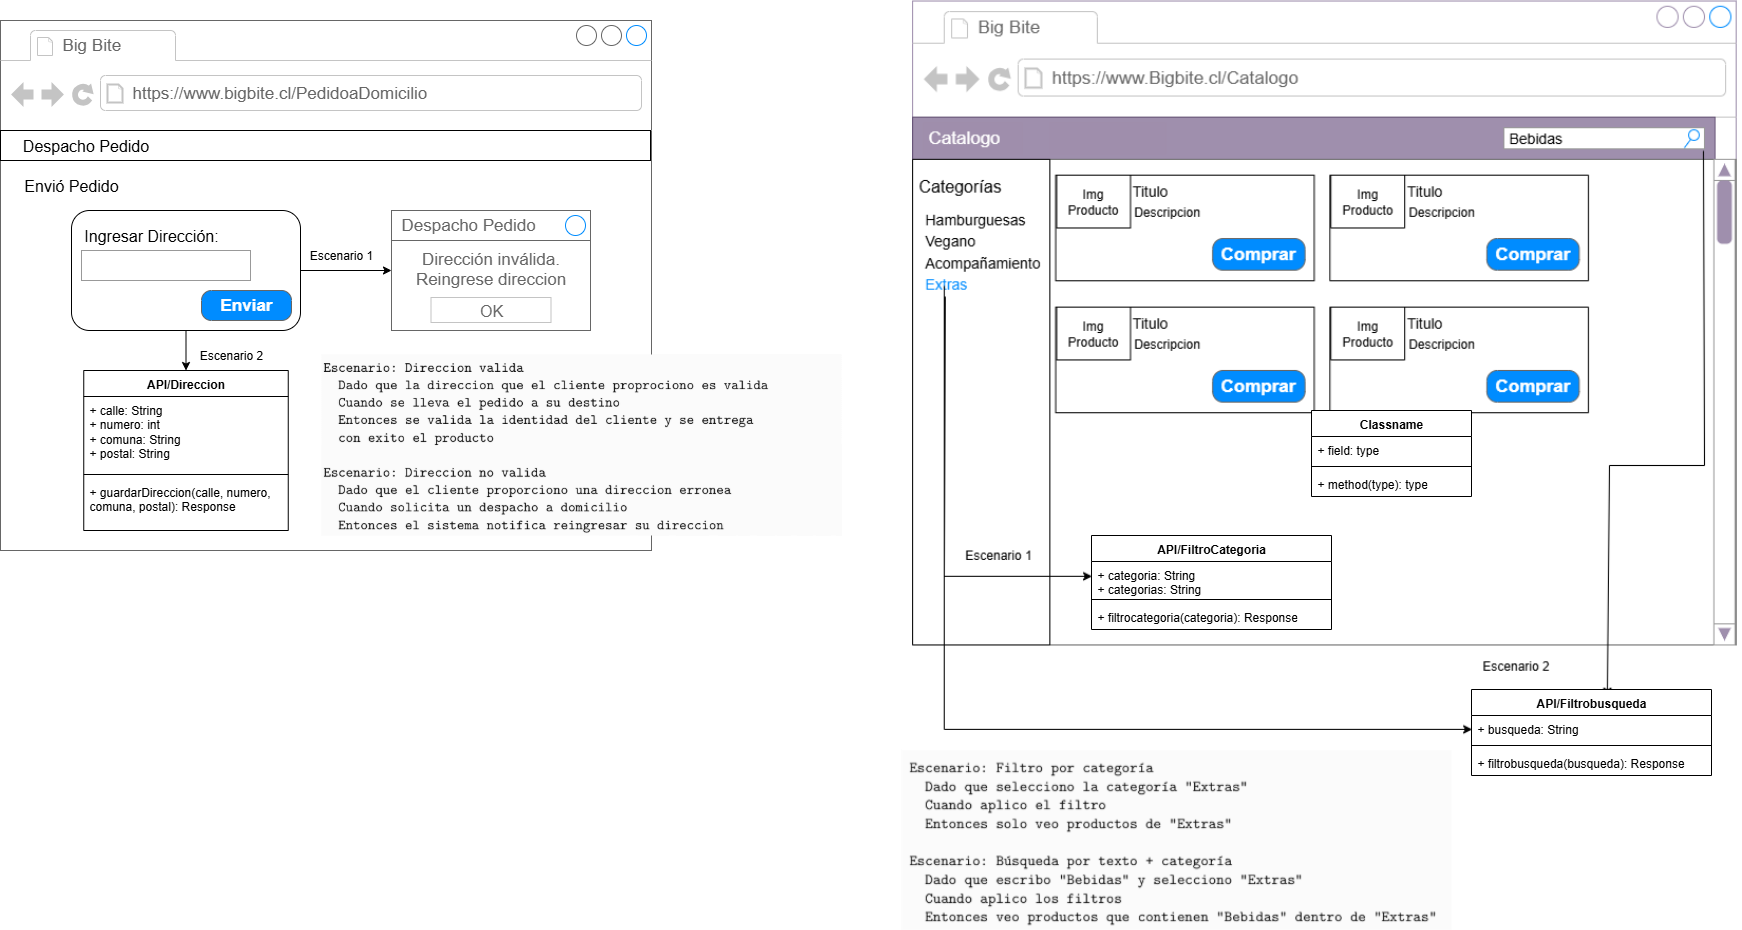 Big Bite
https://www.bigbite.cl/PedidoaDomicilio
Despacho Pedido
Envió Pedido
Ingresar Dirección:
Enviar
Escenario 1
Despacho Pedido
Dirección inválida.
Reingrese direccion
OK
Escenario 2
API/Direccion
+ calle: String
+ numero: int
+ comuna: String
+ postal: String
+ guardarDireccion(calle, numero,
comuna, postal): Response
Escenario: Direccion valida
Dado que la direccion que el cliente proprociono es valida
Cuando se lleva el pedido a su destino
Entonces se valida la identidad del cliente y se entrega
con exito el producto
Escenario: Direccion no valida
Dado que el cliente proporciono una direccion erronea
Cuando solicita un despacho a domicilio
Entonces el sistema notifica reingresar su direccion
Big Bite
https://www.Bigbite.cl/Catalogo
Catalogo
Bebidas
Categorías
Hamburguesas
Vegano
Acompañamiento
Extras
Img
Producto
Titulo
Descripcion
Comprar
Img
Producto
Titulo
Descripcion
Comprar
Img
Producto
Titulo
Descripcion
Comprar
Img
Producto
Titulo
Descripcion
Comprar
Classname
+ field: type
+ method(type): type
Escenario 1
API/FiltroCategoria
+ categoria: String
+ categorias: String
+ filtrocategoria(categoria): Response
Escenario 2
API/Filtrobusqueda
+ busqueda: String
+ filtrobusqueda(busqueda): Response
Escenario: Filtro por categoría
Dado que selecciono la categoría "Extras"
Cuando aplico el filtro
Entonces solo veo productos de "Extras"
Escenario: Búsqueda por texto + categoría
Dado que escribo "Bebidas" y selecciono "Extras"
Cuando aplico los filtros
Entonces veo productos que contienen "Bebidas" dentro de "Extras"